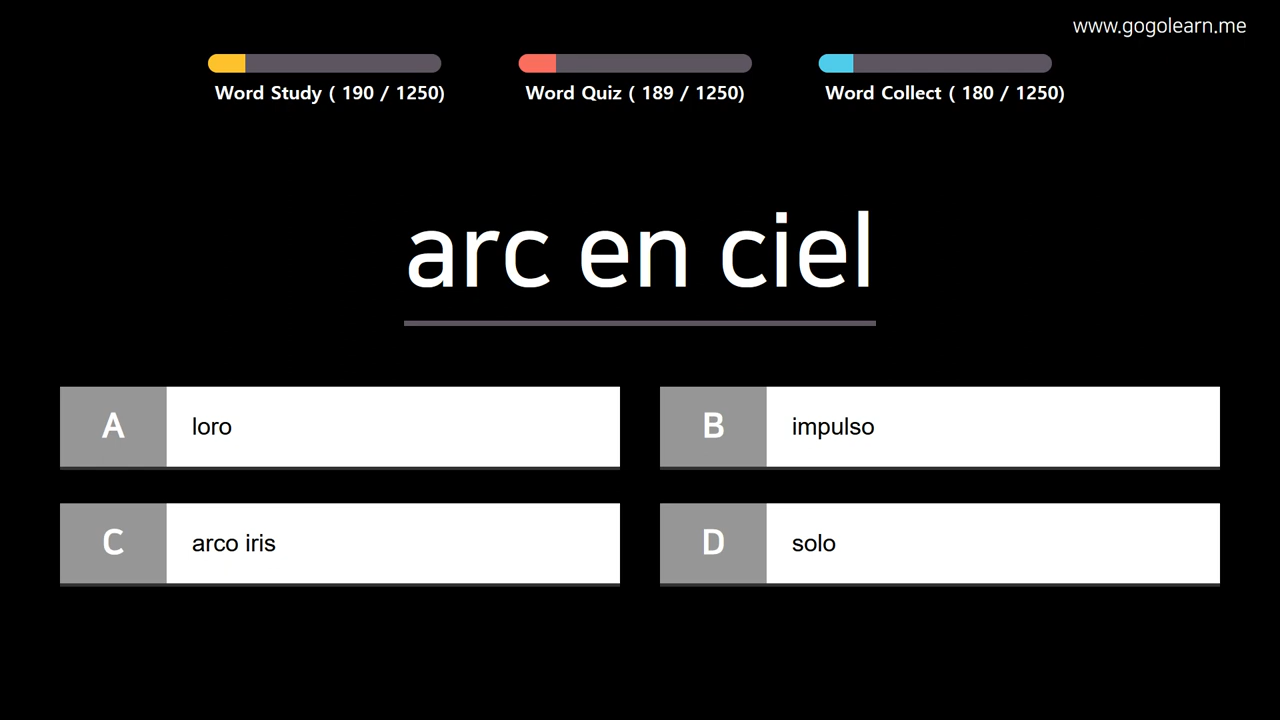 www.gogolearn.me
Word Study ( 190 / 1250)
Word Quiz ( 189 / 1250)
Word Collect ( 180 / 1250)
arc en ciel
A loro
B impulso
C arco iris
D solo